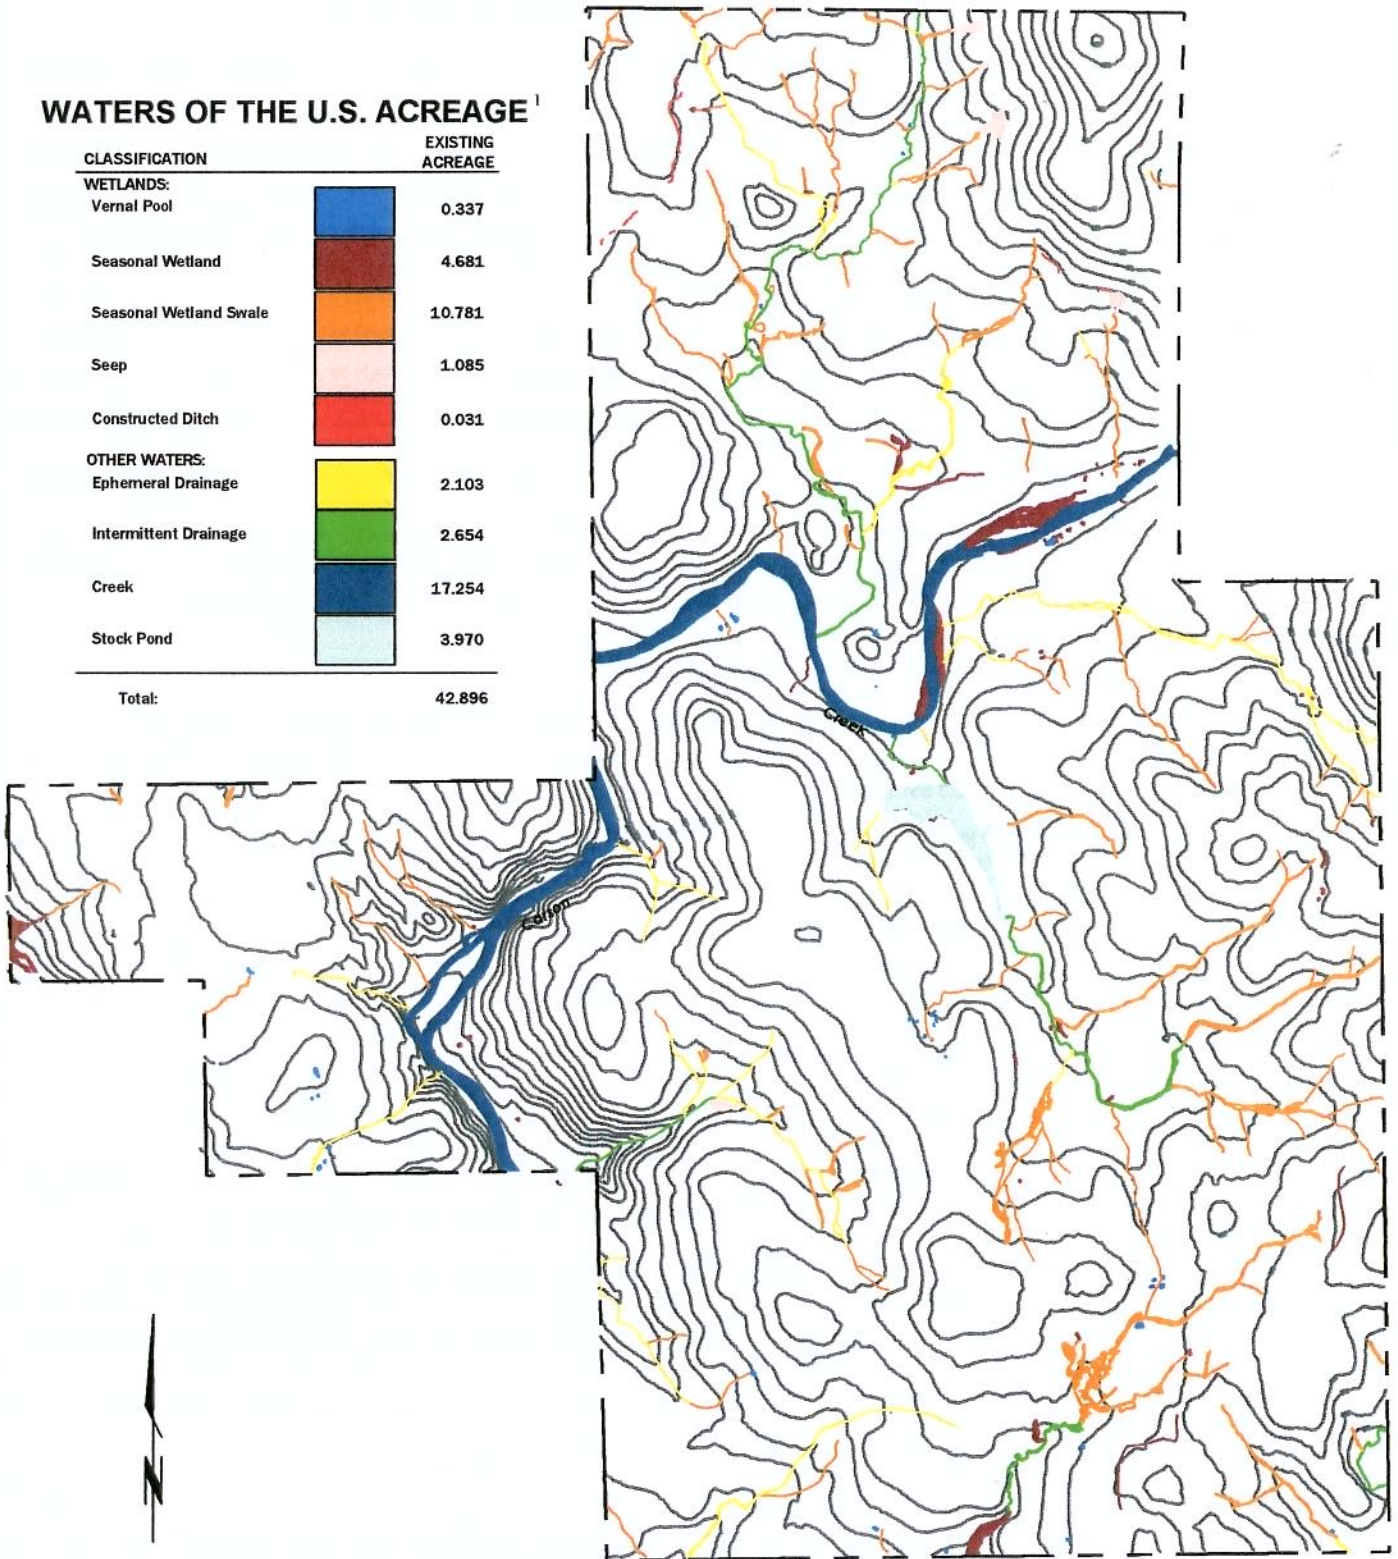 WATERS OF THE U.S. ACREAGE 1
CLASSIFICATION
EXISTING
ACREAGE
WETLANDS:
Vernal Pool 0.337
Seasonal Wetland 4.681
Seasonal Wetland Swale 10.781
Seep 1.085
Constructed Ditch 0.031
OTHER WATERS:
Ephemeral Drainage 2.103
Intermittent Drainage 2.654
Creek 17.254
Stock Pond 3.970
Total: 42.896
Creek
Carson
N